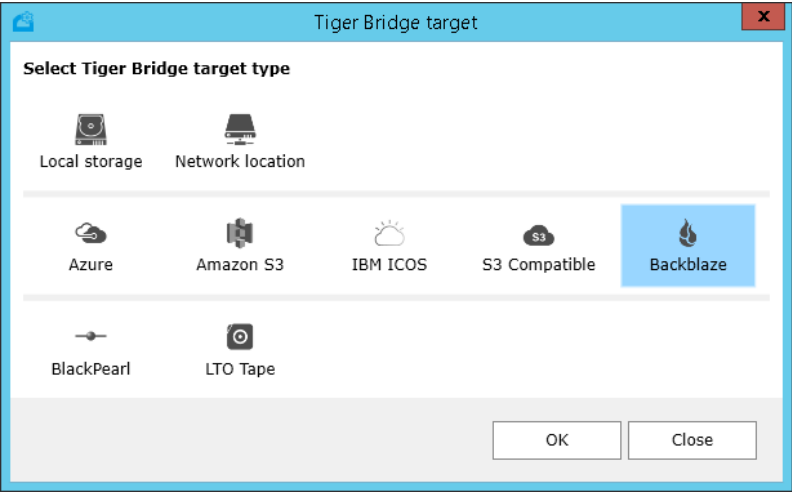 Tiger Bridge target
x
Select Tiger Bridge target type
Local storage Network location
S3
Azure Amazon S3 IBM ICOS S3 Compatible Backblaze
BlackPearl LTO Tape
OK Close